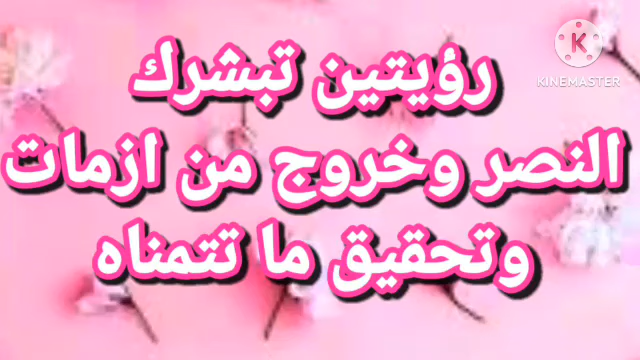 KINEMASTER
رؤيتين تبشرك
النصر وخروج من ازمات
وتحقيق ما تتمناه